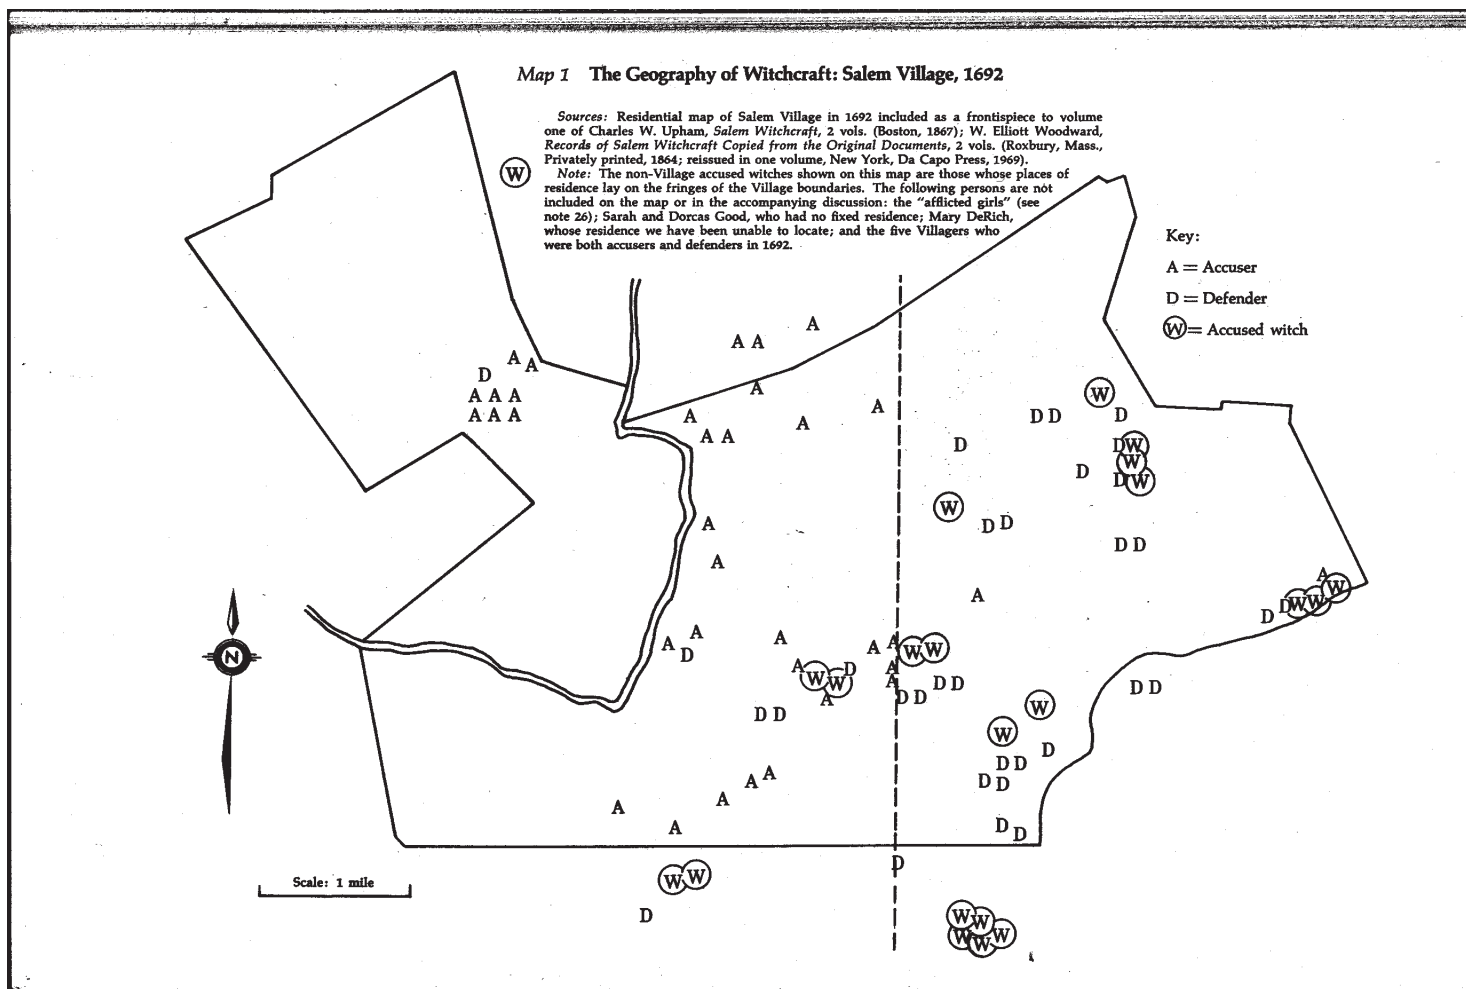 Map 1 The Geography of Witchcraft: Salem Village, 1692
Sources: Residential map of Salem Village in 1692 included as a frontispiece to volume
one of Charles W. Upham, Salem Witchcraft, 2 vols. (Boston, 1867); W. Elliott Woodward,
Records of Salem Witchcraft Copied from the Original Documents, 2 vols. (Roxbury, Mass.,
Privately printed, 1864; reissued in one volume, New York, Da Capo Press, 1969).
Note: The non-Village accused witches shown on this map are those whose places of
residence lay on the fringes of the Village boundaries. The following persons are not
included on the map or in the accompanying discussion: the "afflicted girls" (see
note 26); Sarah and Dorcas Good, who had no fixed residence; Mary DeRich,
whose residence we have been unable to locate; and the five Villagers who
were both accusers and defenders in 1692.
W
Key:
A = Accuser
D = Defender
W = Accused witch
A
A A
A A
D
A A A
A A A
A
A
A
A
A A
W
D D
D
D
D W
W
D W
D
W
D D
D D
A
A
A
A
D W W W
D
A
A
D
A
A
A
A
A
W W
A
W W
D
A
D D
D D
D D
D D
W
W
D
D D
D D
A
A
A
A
A
D
D
D
W W
D
W W
W W W
N
Scale: 1 mile